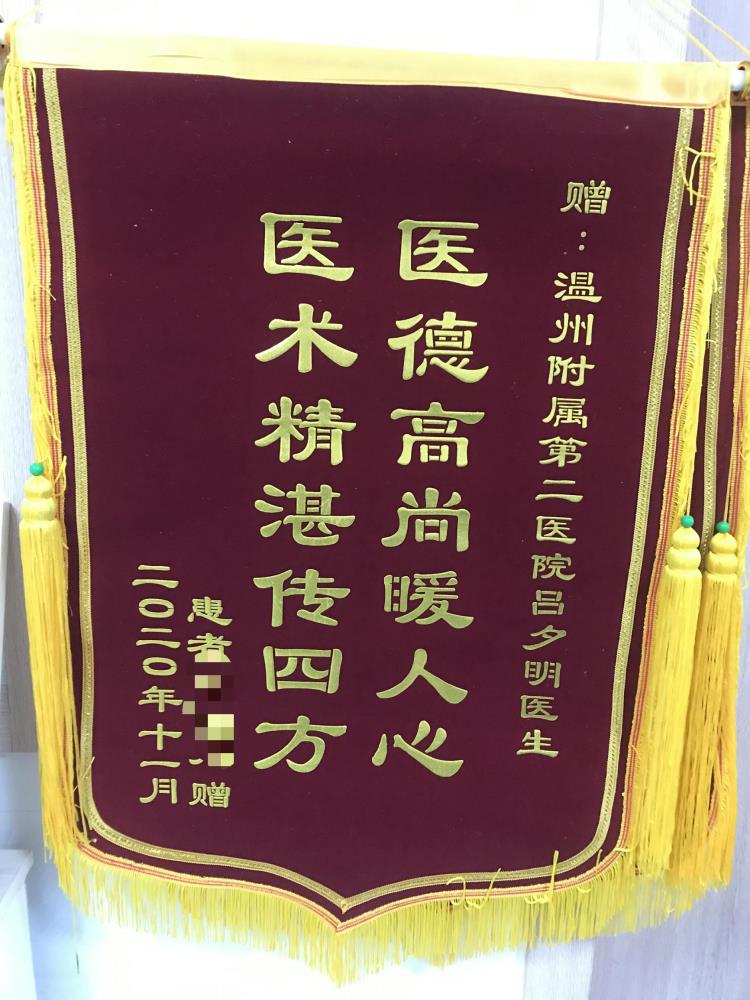 赠：温州附属第二医院吕夕明医生
医德高尚暖人心
医术精湛传四方
患者赠
二〇二〇年十一月